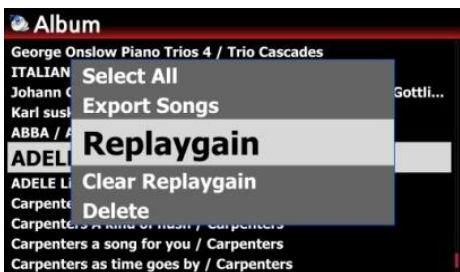 Album
George Onslow Piano Trios 4 / Trio Cascades
ITALIAN
Select All
Johann Gottli...
Export Songs
Karl
ABBA /
Replaygain
ADEL
ADELE
Clear Replaygain
Carpente
Delete
Carpenters A kind of hush / Carpenters
Carpenters a song for you / Carpenters
Carpenters as time goes by / Carpenters